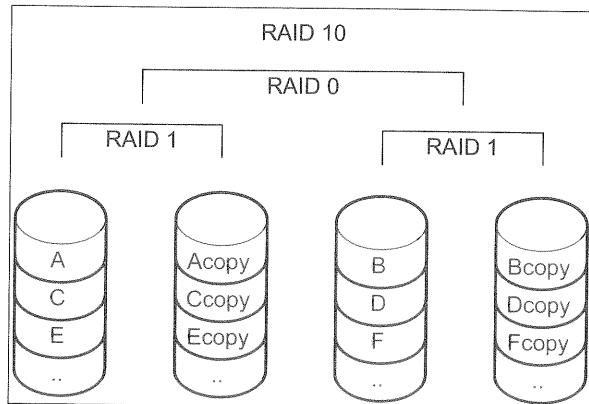 RAID 10
RAID 0
RAID 1
RAID 1
A
Acopy
B
Bcopy
C
Ccopy
D
Dcopy
E
Ecopy
F
Fcopy
..
..
..
..